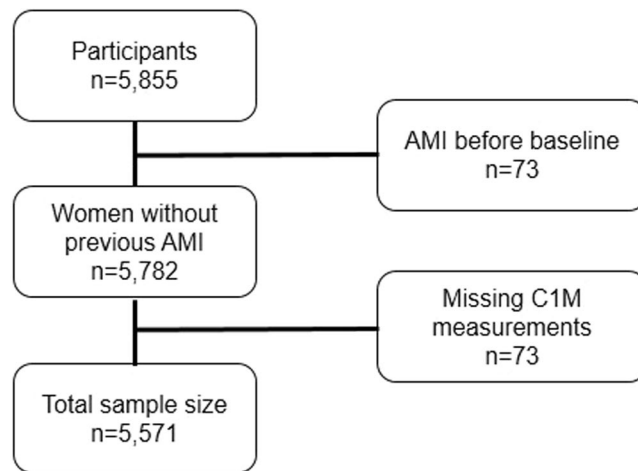 Participants
n=5,855
AMI before baseline
n=73
Women without
previous AMI
n=5,782
Missing C1M
measurements
n=73
Total sample size
n=5,571